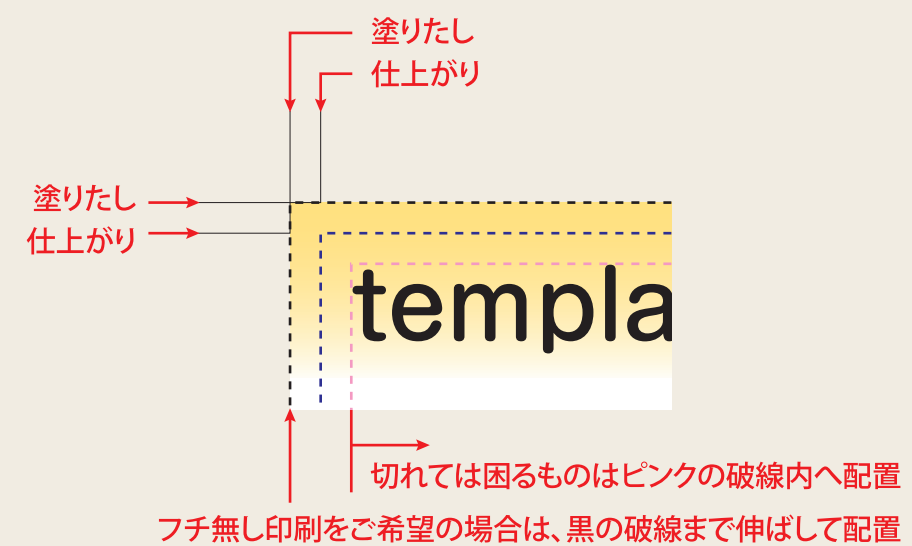 塗りたし
仕上がり
塗りたし
仕上がり
templa
切れては困るものはピンクの破線内へ配置
フチ無し印刷をご希望の場合は、黒の破線まで伸ばして配置